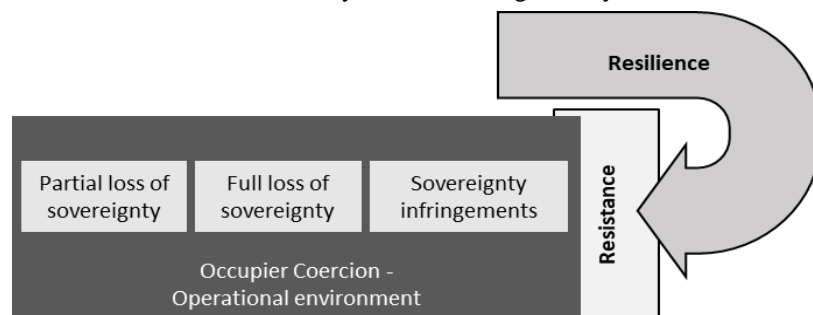 Resilience
Partial loss of
sovereignty
Full loss of
sovereignty
Sovereignty
infringements
Resistance
Occupier Coercion -
Operational environment